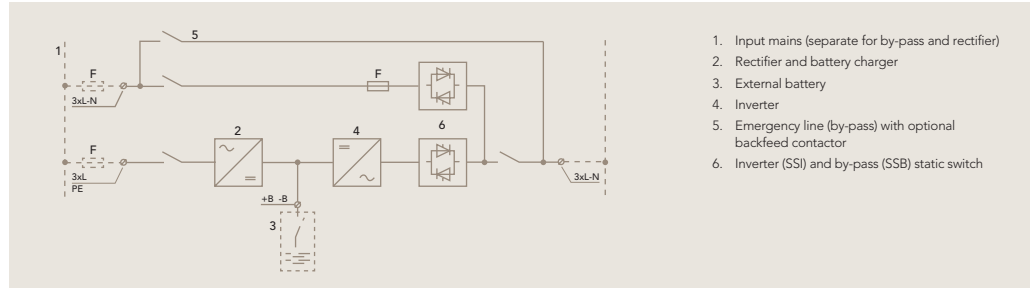 5
1
F
F
3xL-N
6
F
2
4
3xL
PE
3xL-N
+B -B
3
1. Input mains (separate for by-pass and rectifier)
2. Rectifier and battery charger
3. External battery
4. Inverter
5. Emergency line (by-pass) with optional
backfeed contactor
6. Inverter (SSI) and by-pass (SSB) static switch